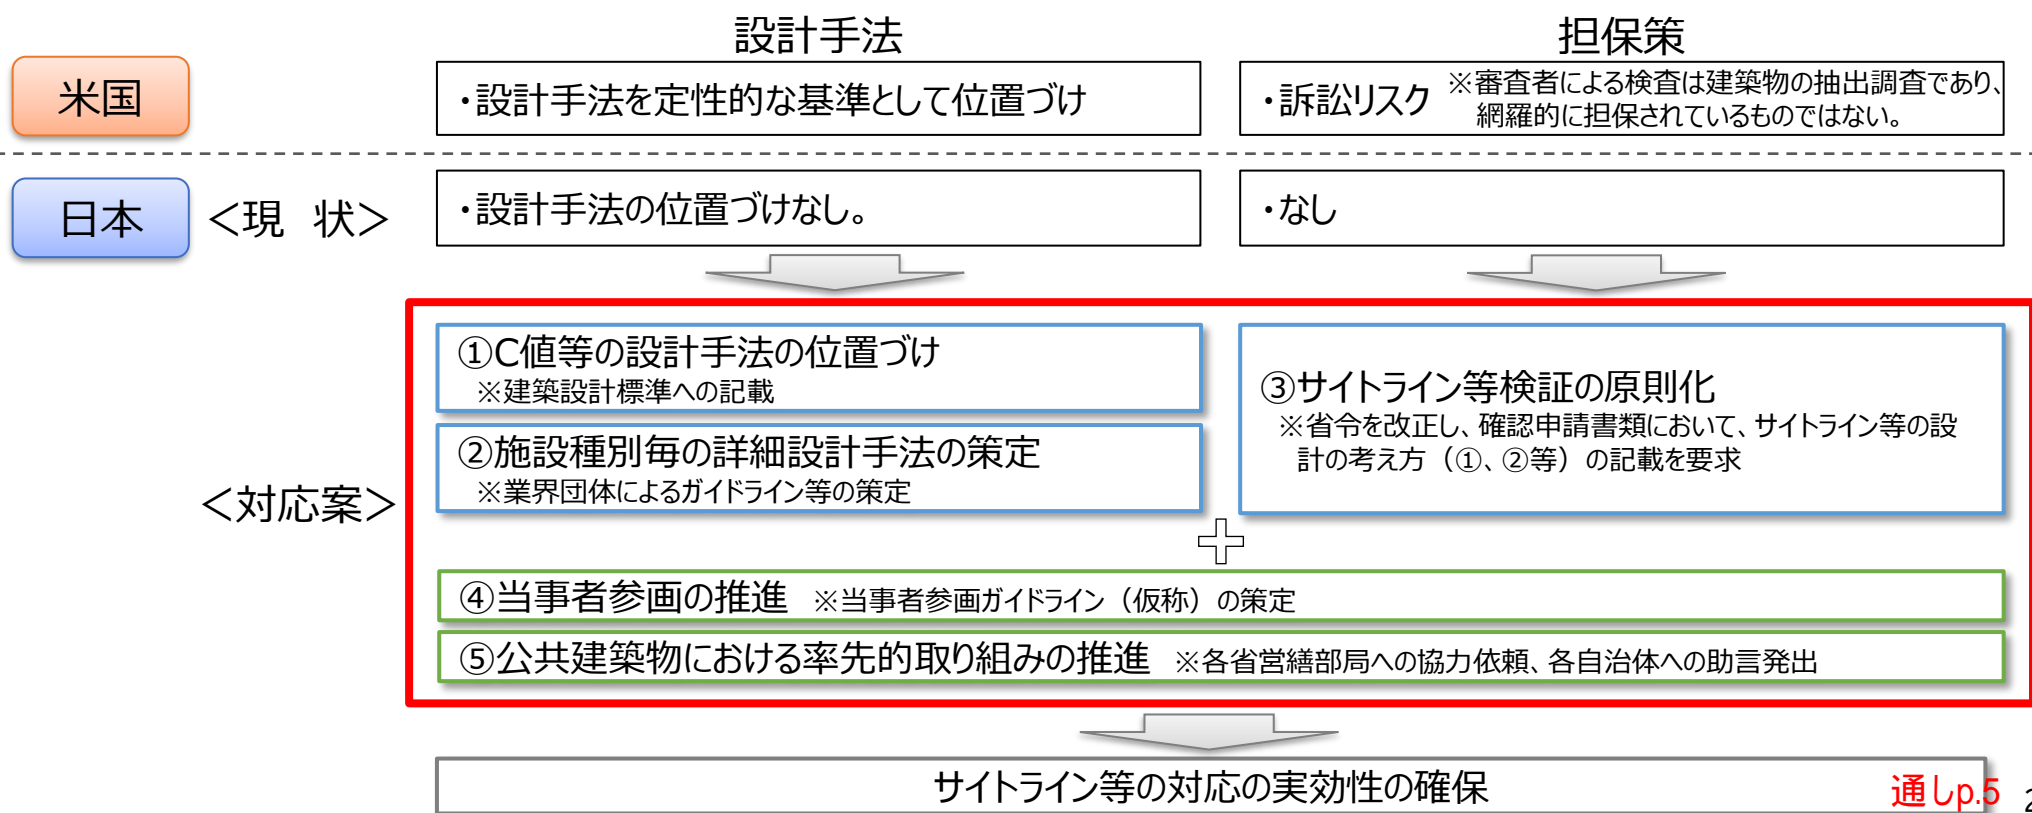 設計手法
担保策
米国
・設計手法を定性的な基準として位置づけ
・訴訟リスク
※審査者による検査は建築物の抽出調査であり、
網羅的に担保されているものではない。
日本
＜現　状＞
・設計手法の位置づけなし。
・なし
＜対応案＞
①C値等の設計手法の位置づけ
※建築設計標準への記載
②施設種別毎の詳細設計手法の策定
※業界団体によるガイドライン等の策定
③サイトライン等検証の原則化
※省令を改正し、確認申請書類において、サイトライン等の設
計の考え方（①、②等）の記載を要求
④当事者参画の推進　※当事者参画ガイドライン（仮称）の策定
⑤公共建築物における率先的取り組みの推進　※各省営繕部局への協力依頼、各自治体への助言発出
サイトライン等の対応の実効性の確保
通しp.5
2